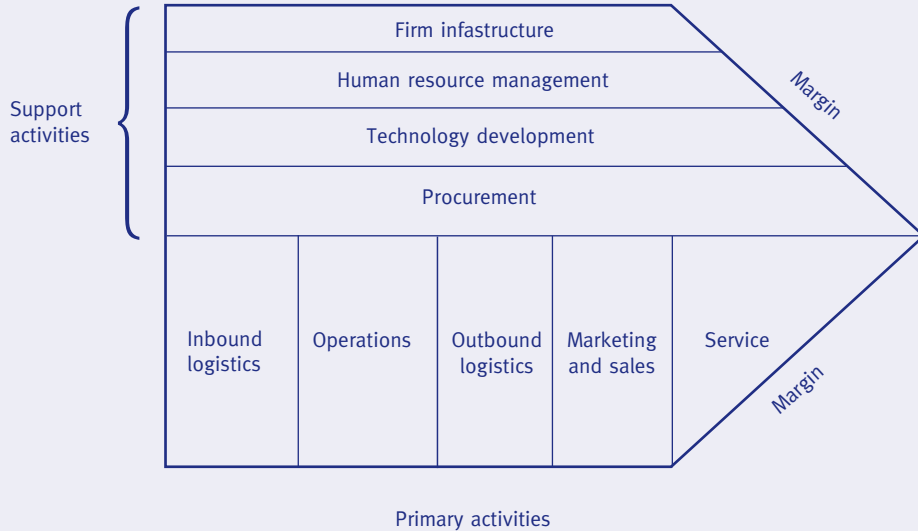 Firm infastructure
Human resource management
Technology development
Procurement
Support
activities
Margin
Inbound
logistics
Operations
Outbound
logistics
Marketing
and sales
Service
Margin
Primary activities